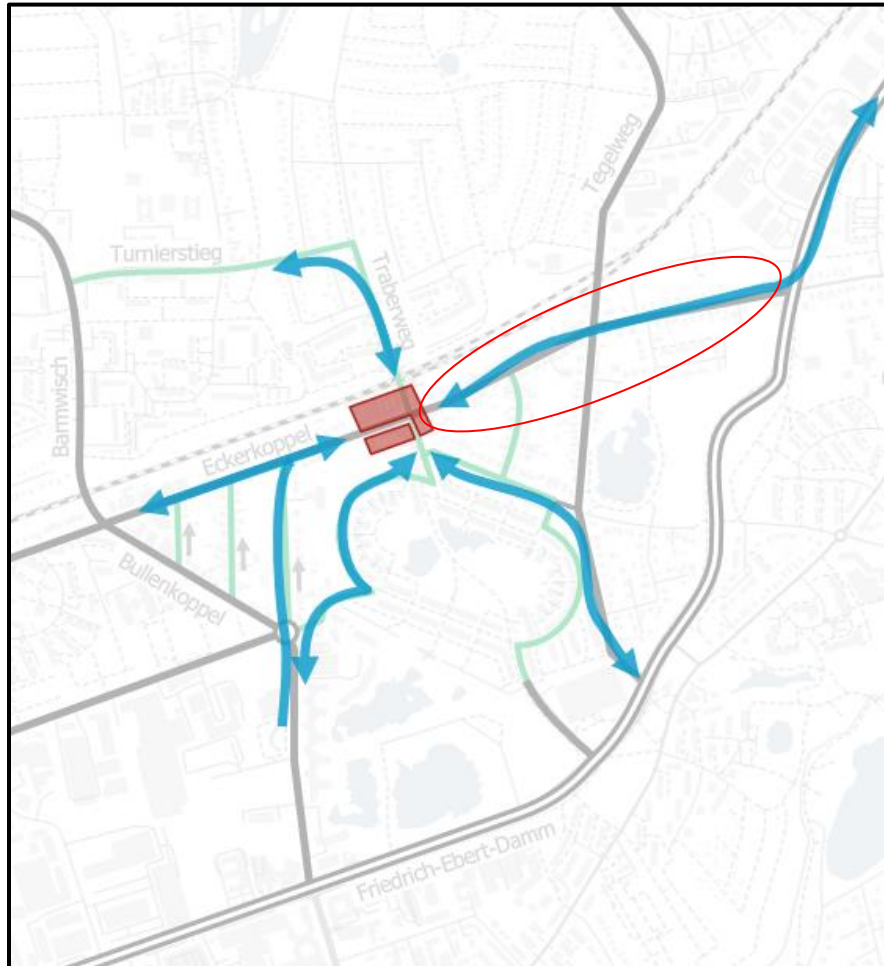 Tegelweg
Turnierstieg
Traberweg
Barmwisch
Eckerkoppel
Bullenkoppel
Friedrich-Ebert-Damm